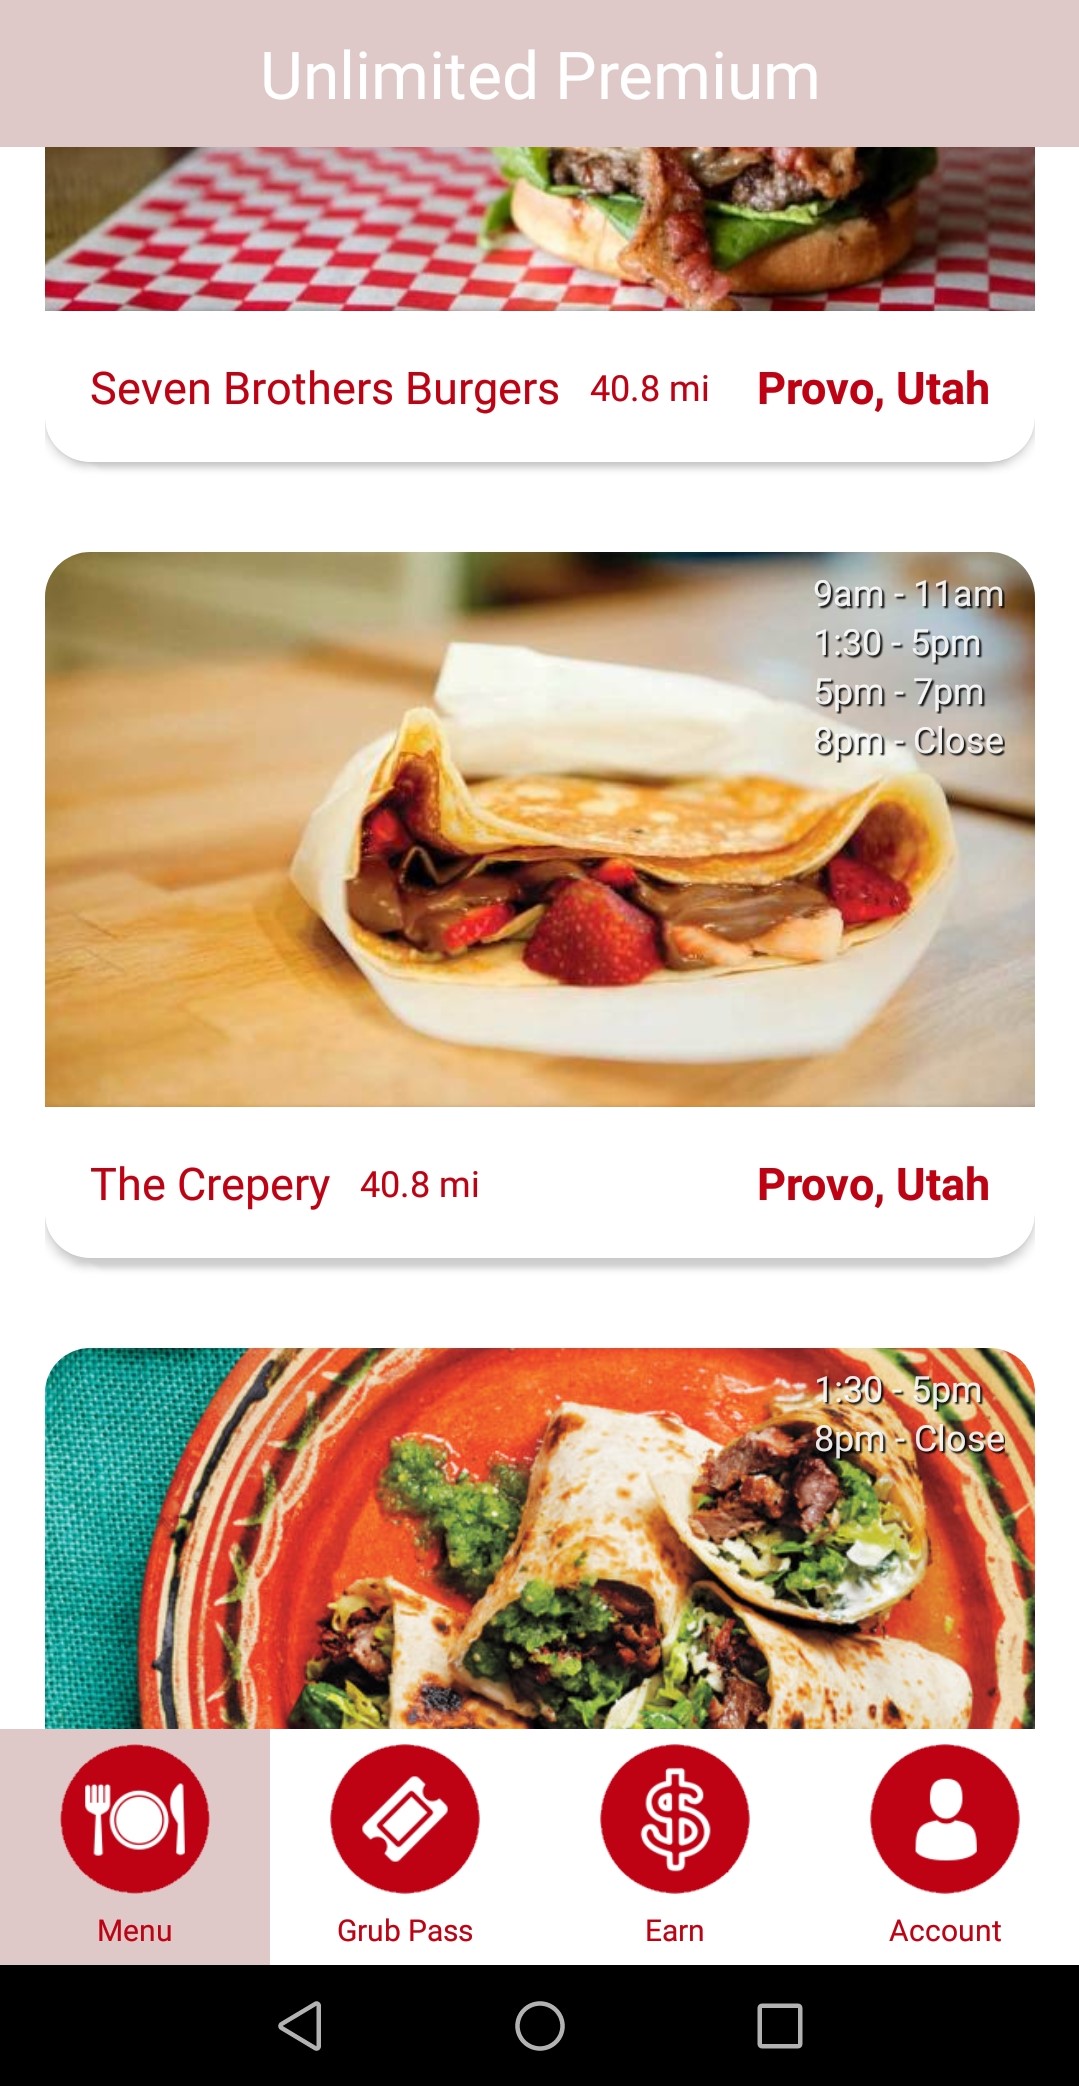 Unlimited Premium
Seven Brothers Burgers 40.8 mi Provo, Utah
9am - 11am
1:30 - 5pm
5pm - 7pm
8pm - Close
The Crepery 40.8 mi Provo, Utah
1:30 - 5pm
8pm - Close
Menu Grub Pass Earn Account